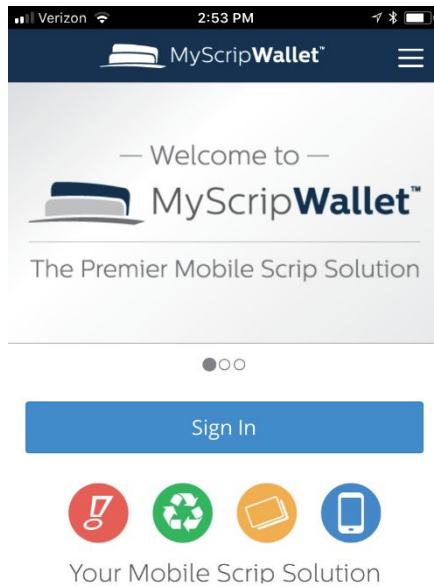 Verizon 2:53 PM
MyScripWallet™
— Welcome to —
MyScripWallet™
The Premier Mobile Scrip Solution
Sign In
Your Mobile Scrip Solution